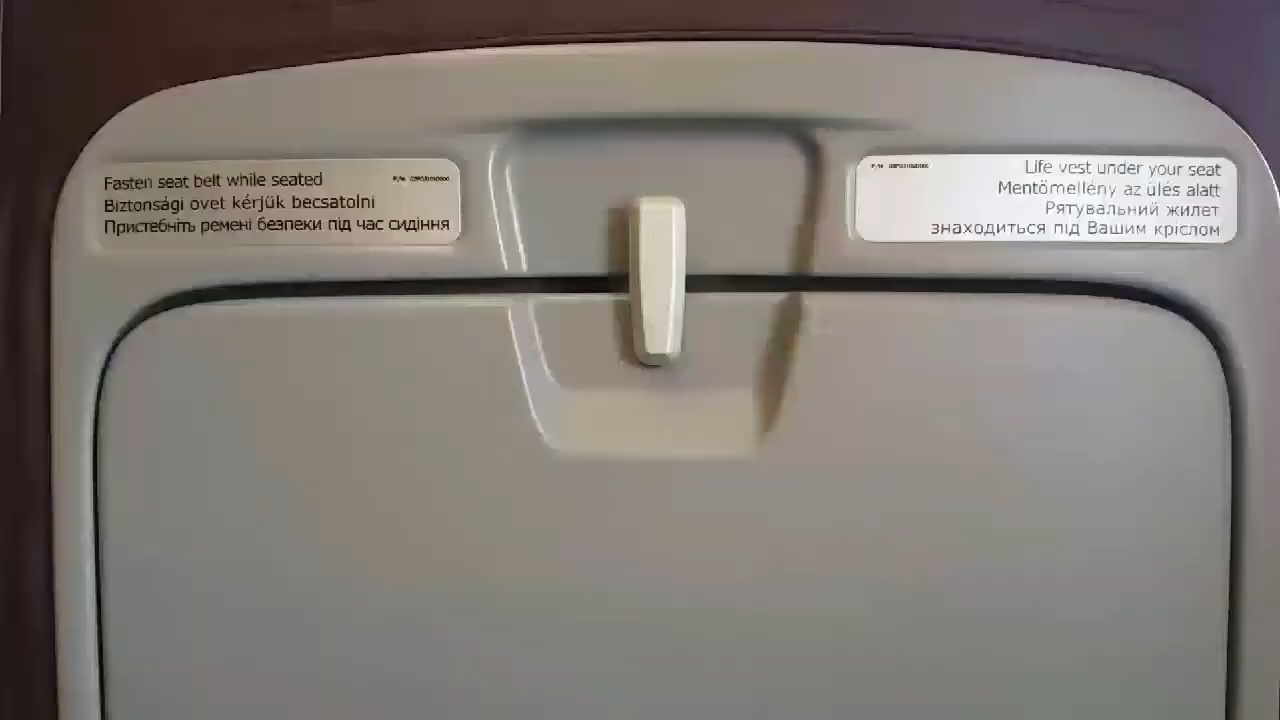 Fasten seat belt while seated
Biztonsági ovet kérjük becsatolni
Пристебніть ремені безпеки під час сидіння
P/N
Life vest under your seat
Mentömellény az ülés alatt
Рятувальний жилет
знаходиться під Вашим кріслом